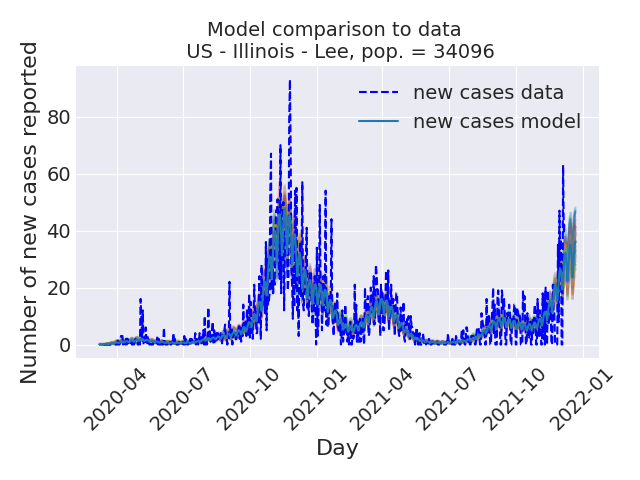 Model comparison to data
US - Illinois - Lee, pop. = 34096
Number of new cases reported
80
60
40
20
0
new cases data
new cases model
2020-04
2020-07
2020-10
2021-01
2021-04
2021-07
2021-10
2022-01
Day